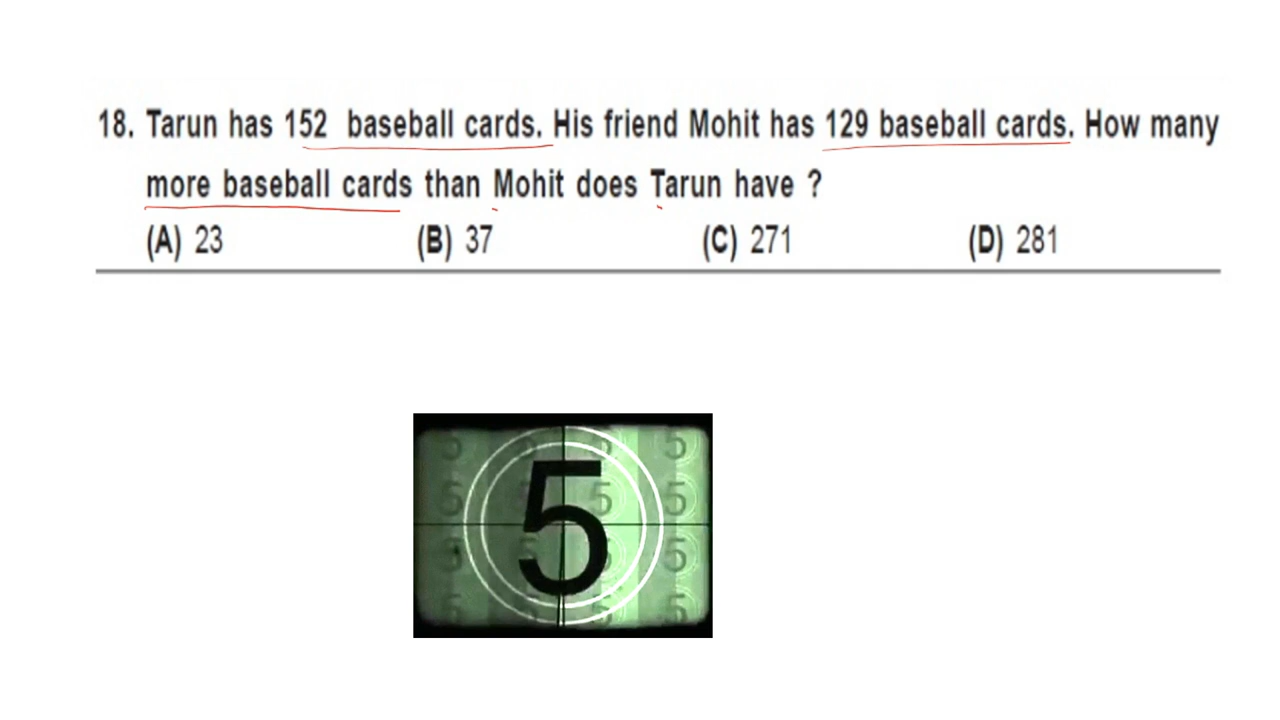 18. Tarun has 152 baseball cards. His friend Mohit has 129 baseball cards. How many
more baseball cards than Mohit does Tarun have ?
(A) 23 (B) 37 (C) 271 (D) 281
5